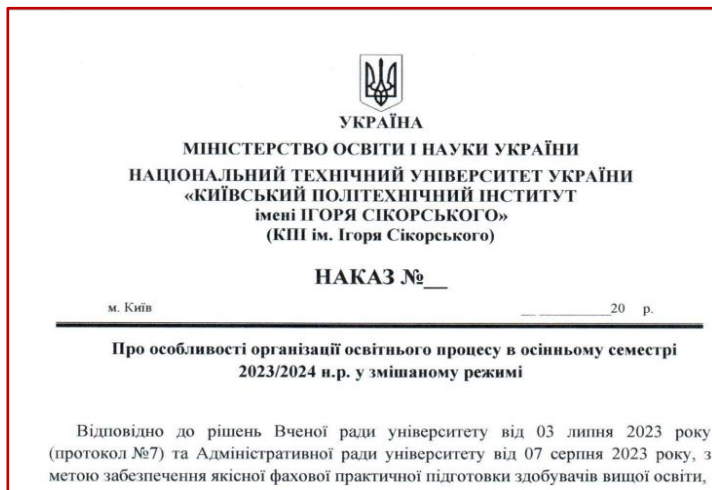 УКРАЇНА
МІНІСТЕРСТВО ОСВІТИ І НАУКИ УКРАЇНИ
НАЦІОНАЛЬНИЙ ТЕХНІЧНИЙ УНІВЕРСИТЕТ УКРАЇНИ
«КИЇВСЬКИЙ ПОЛІТЕХНІЧНИЙ ІНСТИТУТ
імені ІГОРЯ СІКОРСЬКОГО»
(КПІ ім. Ігоря Сікорського)
НАКАЗ №__
м. Київ __ _________20 р.
Про особливості організації освітнього процесу в осінньому семестрі
2023/2024 н.р. у змішаному режимі
Відповідно до рішень Вченої ради університету від 03 липня 2023 року
(протокол №7) та Адміністративної ради університету від 07 серпня 2023 року, з
метою забезпечення якісної фахової практичної підготовки здобувачів вищої освіти,